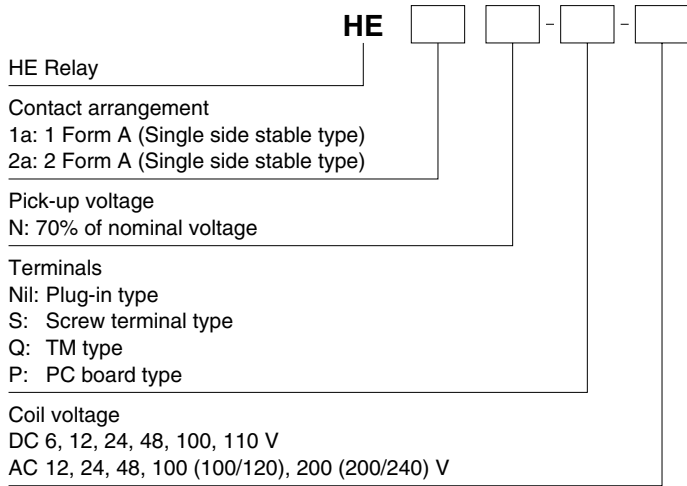 HE - -
HE Relay
Contact arrangement
1a: 1 Form A (Single side stable type)
2a: 2 Form A (Single side stable type)
Pick-up voltage
N: 70% of nominal voltage
Terminals
Nil: Plug-in type
S: Screw terminal type
Q: TM type
P: PC board type
Coil voltage
DC 6, 12, 24, 48, 100, 110 V
AC 12, 24, 48, 100 (100/120), 200 (200/240) V